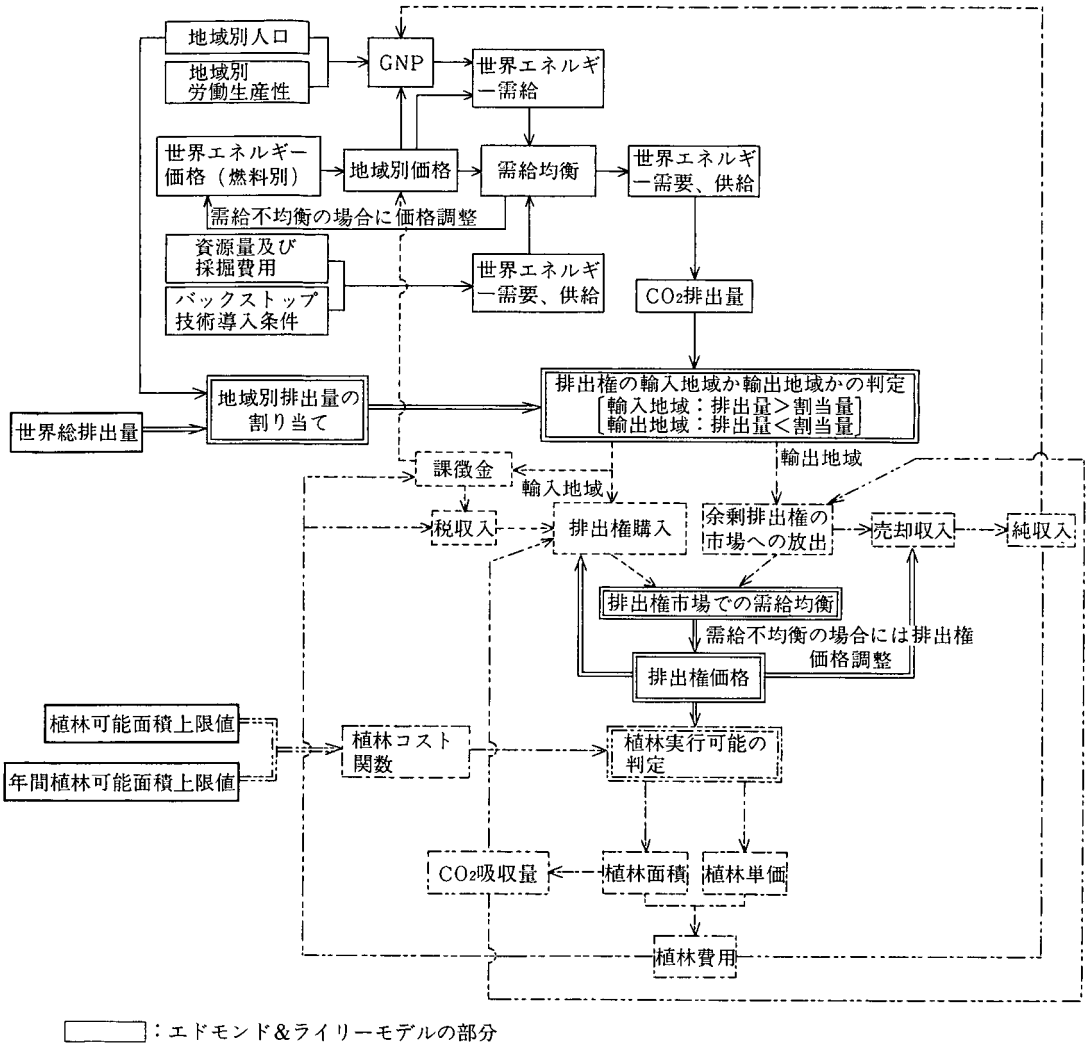 地域別人口
地域別
労働生産性
GNP
世界エネルギ
ー需給
世界エネルギー
価格(燃料別)
地域別価格
需給均衡
世界エネルギ
ー需要、供給
需給不均衡の場合に価格調整
資源量及び
採掘費用
バックストップ
技術導入条件
世界エネルギ
ー需要、供給
CO₂排出量
世界総排出量
地域別排出量の
割り当て
排出権の輸入地域か輸出地域かの判定
輸入地域:排出量>割当量
輸出地域:排出量<割当量
課徴金
輸入地域
輸出地域
税収入
排出権購入
余剰排出権の
市場への放出
売却収入
純収入
排出権市場での需給均衡
需給不均衡の場合には排出権
価格調整
排出権価格
植林可能面積上限値
年間植林可能面積上限値
植林コスト
関数
植林実行可能の
判定
CO₂吸収量
植林面積
植林単価
植林費用
:エドモンド&ライリーモデルの部分